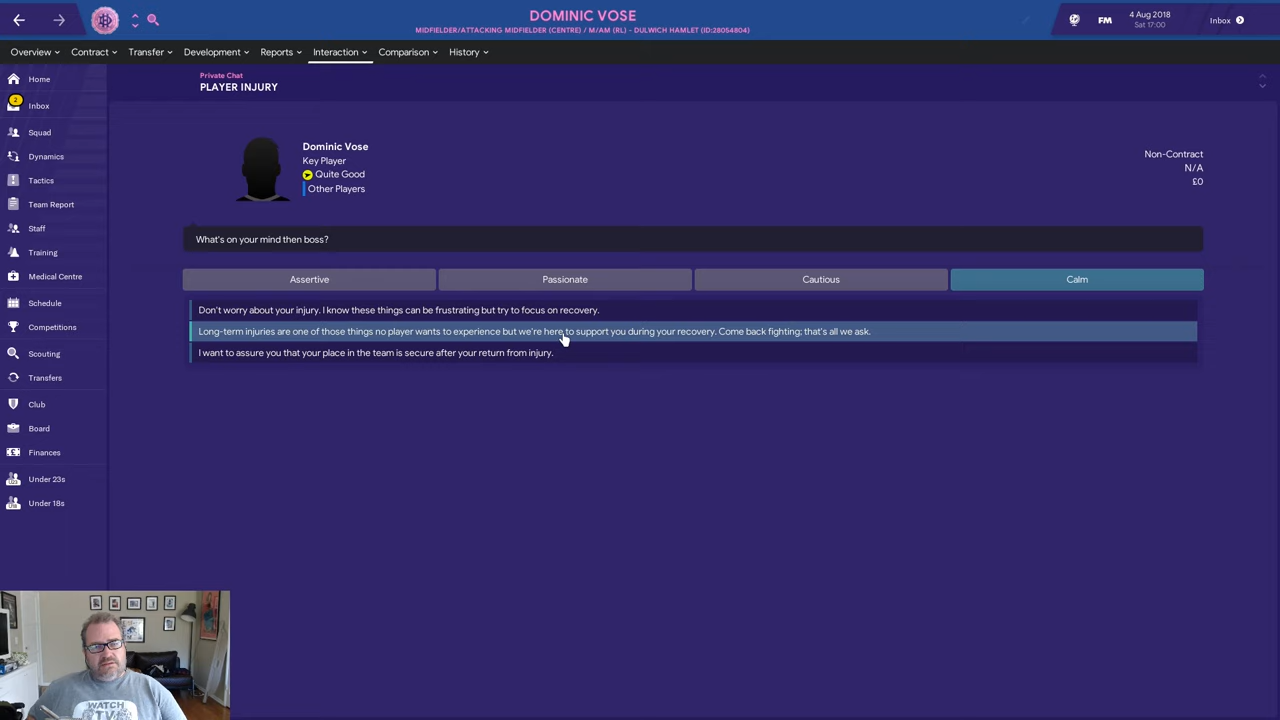 DOMINIC VOSE
MIDFIELDER/ATTACKING MIDFIELDER (CENTRE) / M/AM (RL) - DULWICH HAMLET (ID:28054804)
FM
4 Aug 2018
Sat 17:00
Inbox
Overview
Contract
Transfer
Development
Reports
Interaction
Comparison
History
Private Chat
PLAYER INJURY
Home
2
Inbox
Squad
Dynamics
Tactics
Team Report
Staff
Training
Medical Centre
Schedule
Competitions
Scouting
Transfers
Club
Board
Finances
Under 23s
Under 18s
Dominic Vose
Key Player
Quite Good
Other Players
Non-Contract
N/A
£0
What's on your mind then boss?
Assertive
Passionate
Cautious
Calm
Don't worry about your injury. I know these things can be frustrating but try to focus on recovery.
Long-term injuries are one of those things no player wants to experience but we're here to support you during your recovery. Come back fighting; that's all we ask.
I want to assure you that your place in the team is secure after your return from injury.
WATCH